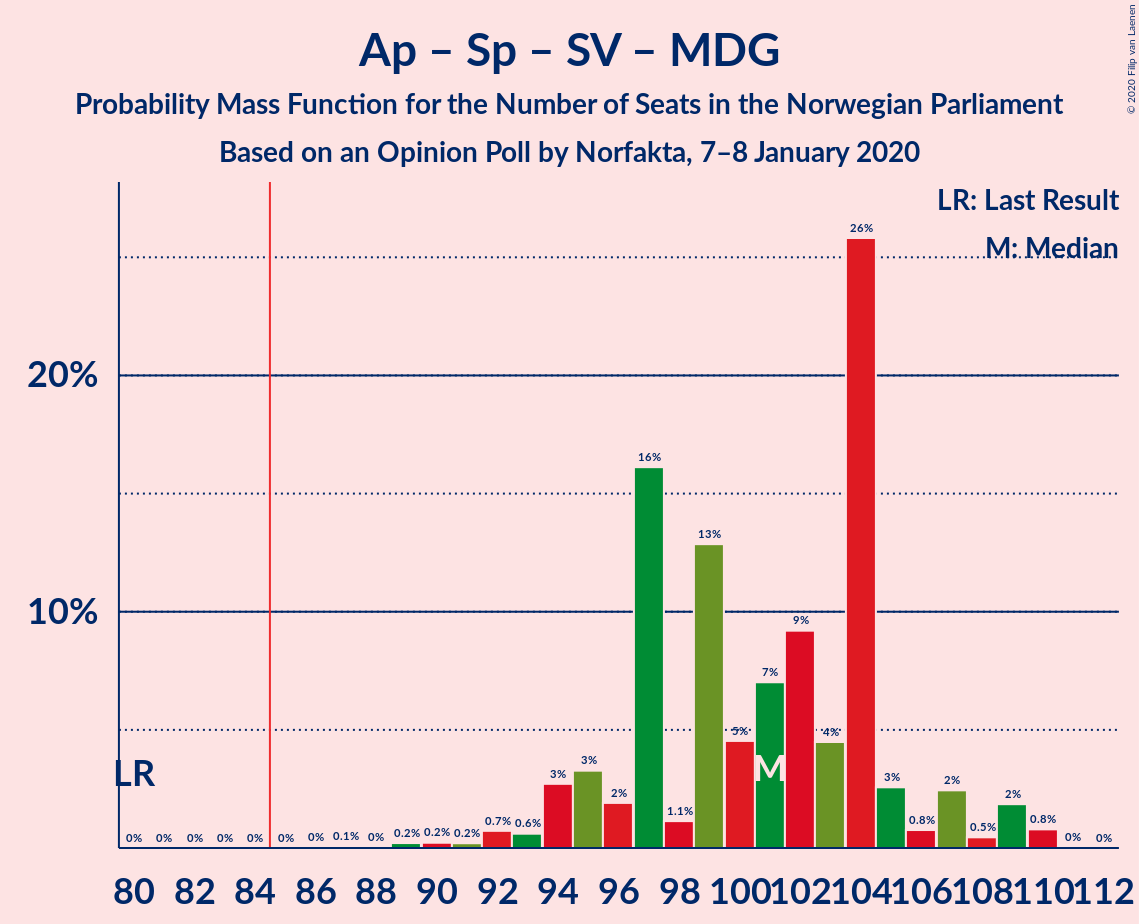 Ap – Sp – SV – MDG
Probability Mass Function for the Number of Seats in the Norwegian Parliament
Based on an Opinion Poll by Norfakta, 7–8 January 2020
© 2020 Filip van Laenen
LR: Last Result
M: Median
20%
10%
LR
M
0% 0% 0% 0% 0% 0% 0% 0.1% 0% 0.2% 0.2% 0.2% 0.7% 0.6% 3% 3% 2% 16% 1.1% 13% 5% 7% 9% 4% 26% 3% 0.8% 2% 0.5% 2% 0.8% 0% 0%
80 82 84 86 88 90 92 94 96 98 100 102 104 106 108 110 112